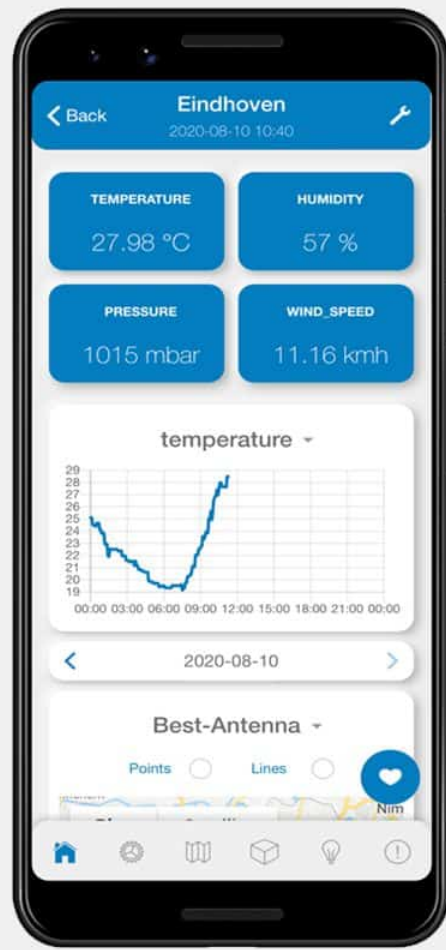 Back
Eindhoven
2020-08-10 10:40
TEMPERATURE
27.98 ºC
HUMIDITY
57 %
PRESSURE
1015 mbar
WIND_SPEED
11.16 kmh
temperature
29
28
27
26
25
24
23
22
21
20
19
00:00 03:00 06:00 09:00 12:00 15:00 18:00 21:00 00:00
2020-08-10
Best-Antenna
Points
Lines
Nim